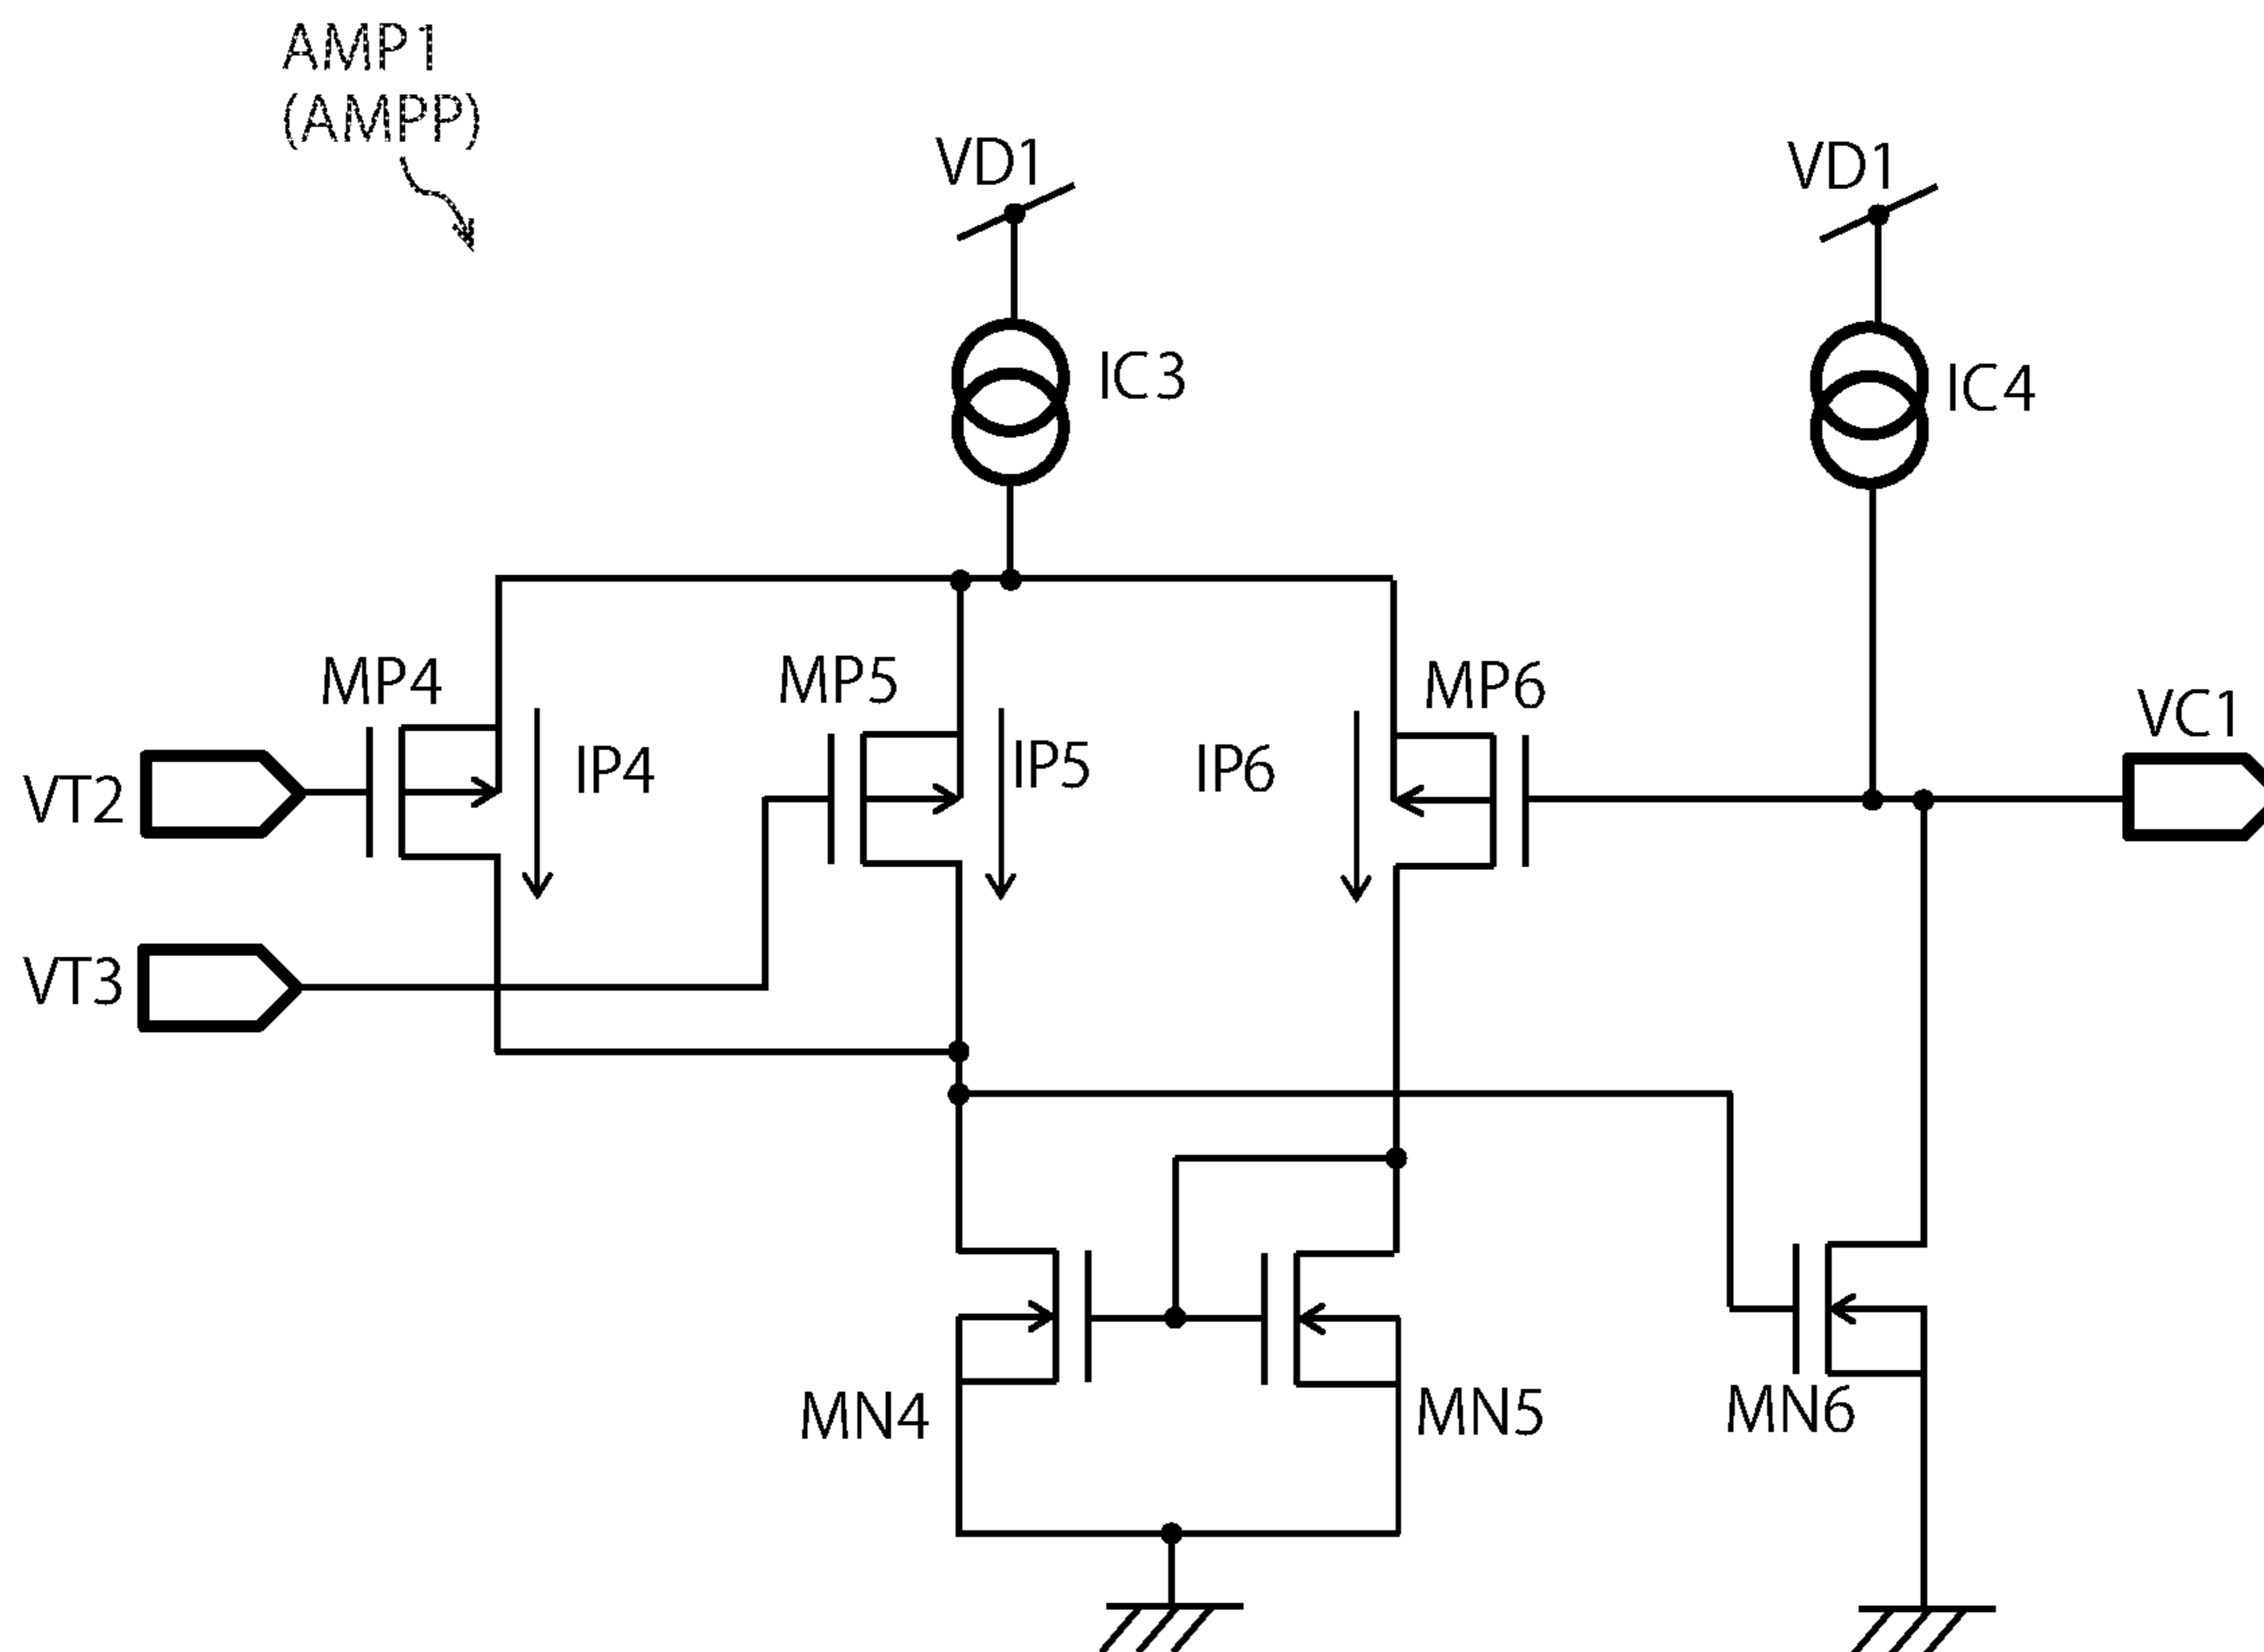 AMP1
(AMPP)
VD1
VD1
IC3
IC4
MP4
MP5
MP6
VC1
IP4
IP5
IP6
VT2
VT3
MN4
MN5
MN6